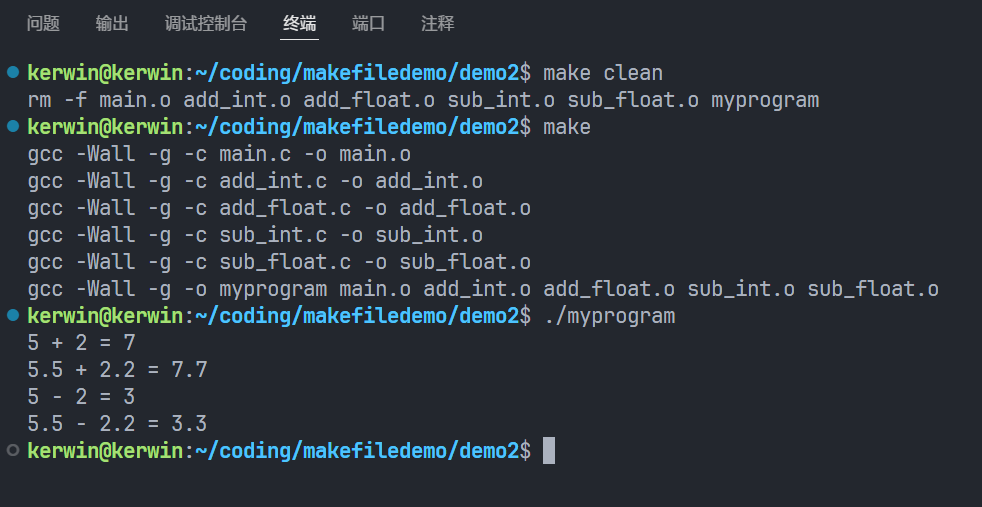 问题 输出 调试控制台 终端 端口 注释
kerwin@kerwin:~/coding/makefiledemo/demo2$ make clean
rm -f main.o add_int.o add_float.o sub_int.o sub_float.o myprogram
kerwin@kerwin:~/coding/makefiledemo/demo2$ make
gcc -Wall -g -c main.c -o main.o
gcc -Wall -g -c add_int.c -o add_int.o
gcc -Wall -g -c add_float.c -o add_float.o
gcc -Wall -g -c sub_int.c -o sub_int.o
gcc -Wall -g -c sub_float.c -o sub_float.o
gcc -Wall -g -o myprogram main.o add_int.o add_float.o sub_int.o sub_float.o
kerwin@kerwin:~/coding/makefiledemo/demo2$ ./myprogram
5 + 2 = 7
5.5 + 2.2 = 7.7
5 - 2 = 3
5.5 - 2.2 = 3.3
kerwin@kerwin:~/coding/makefiledemo/demo2$